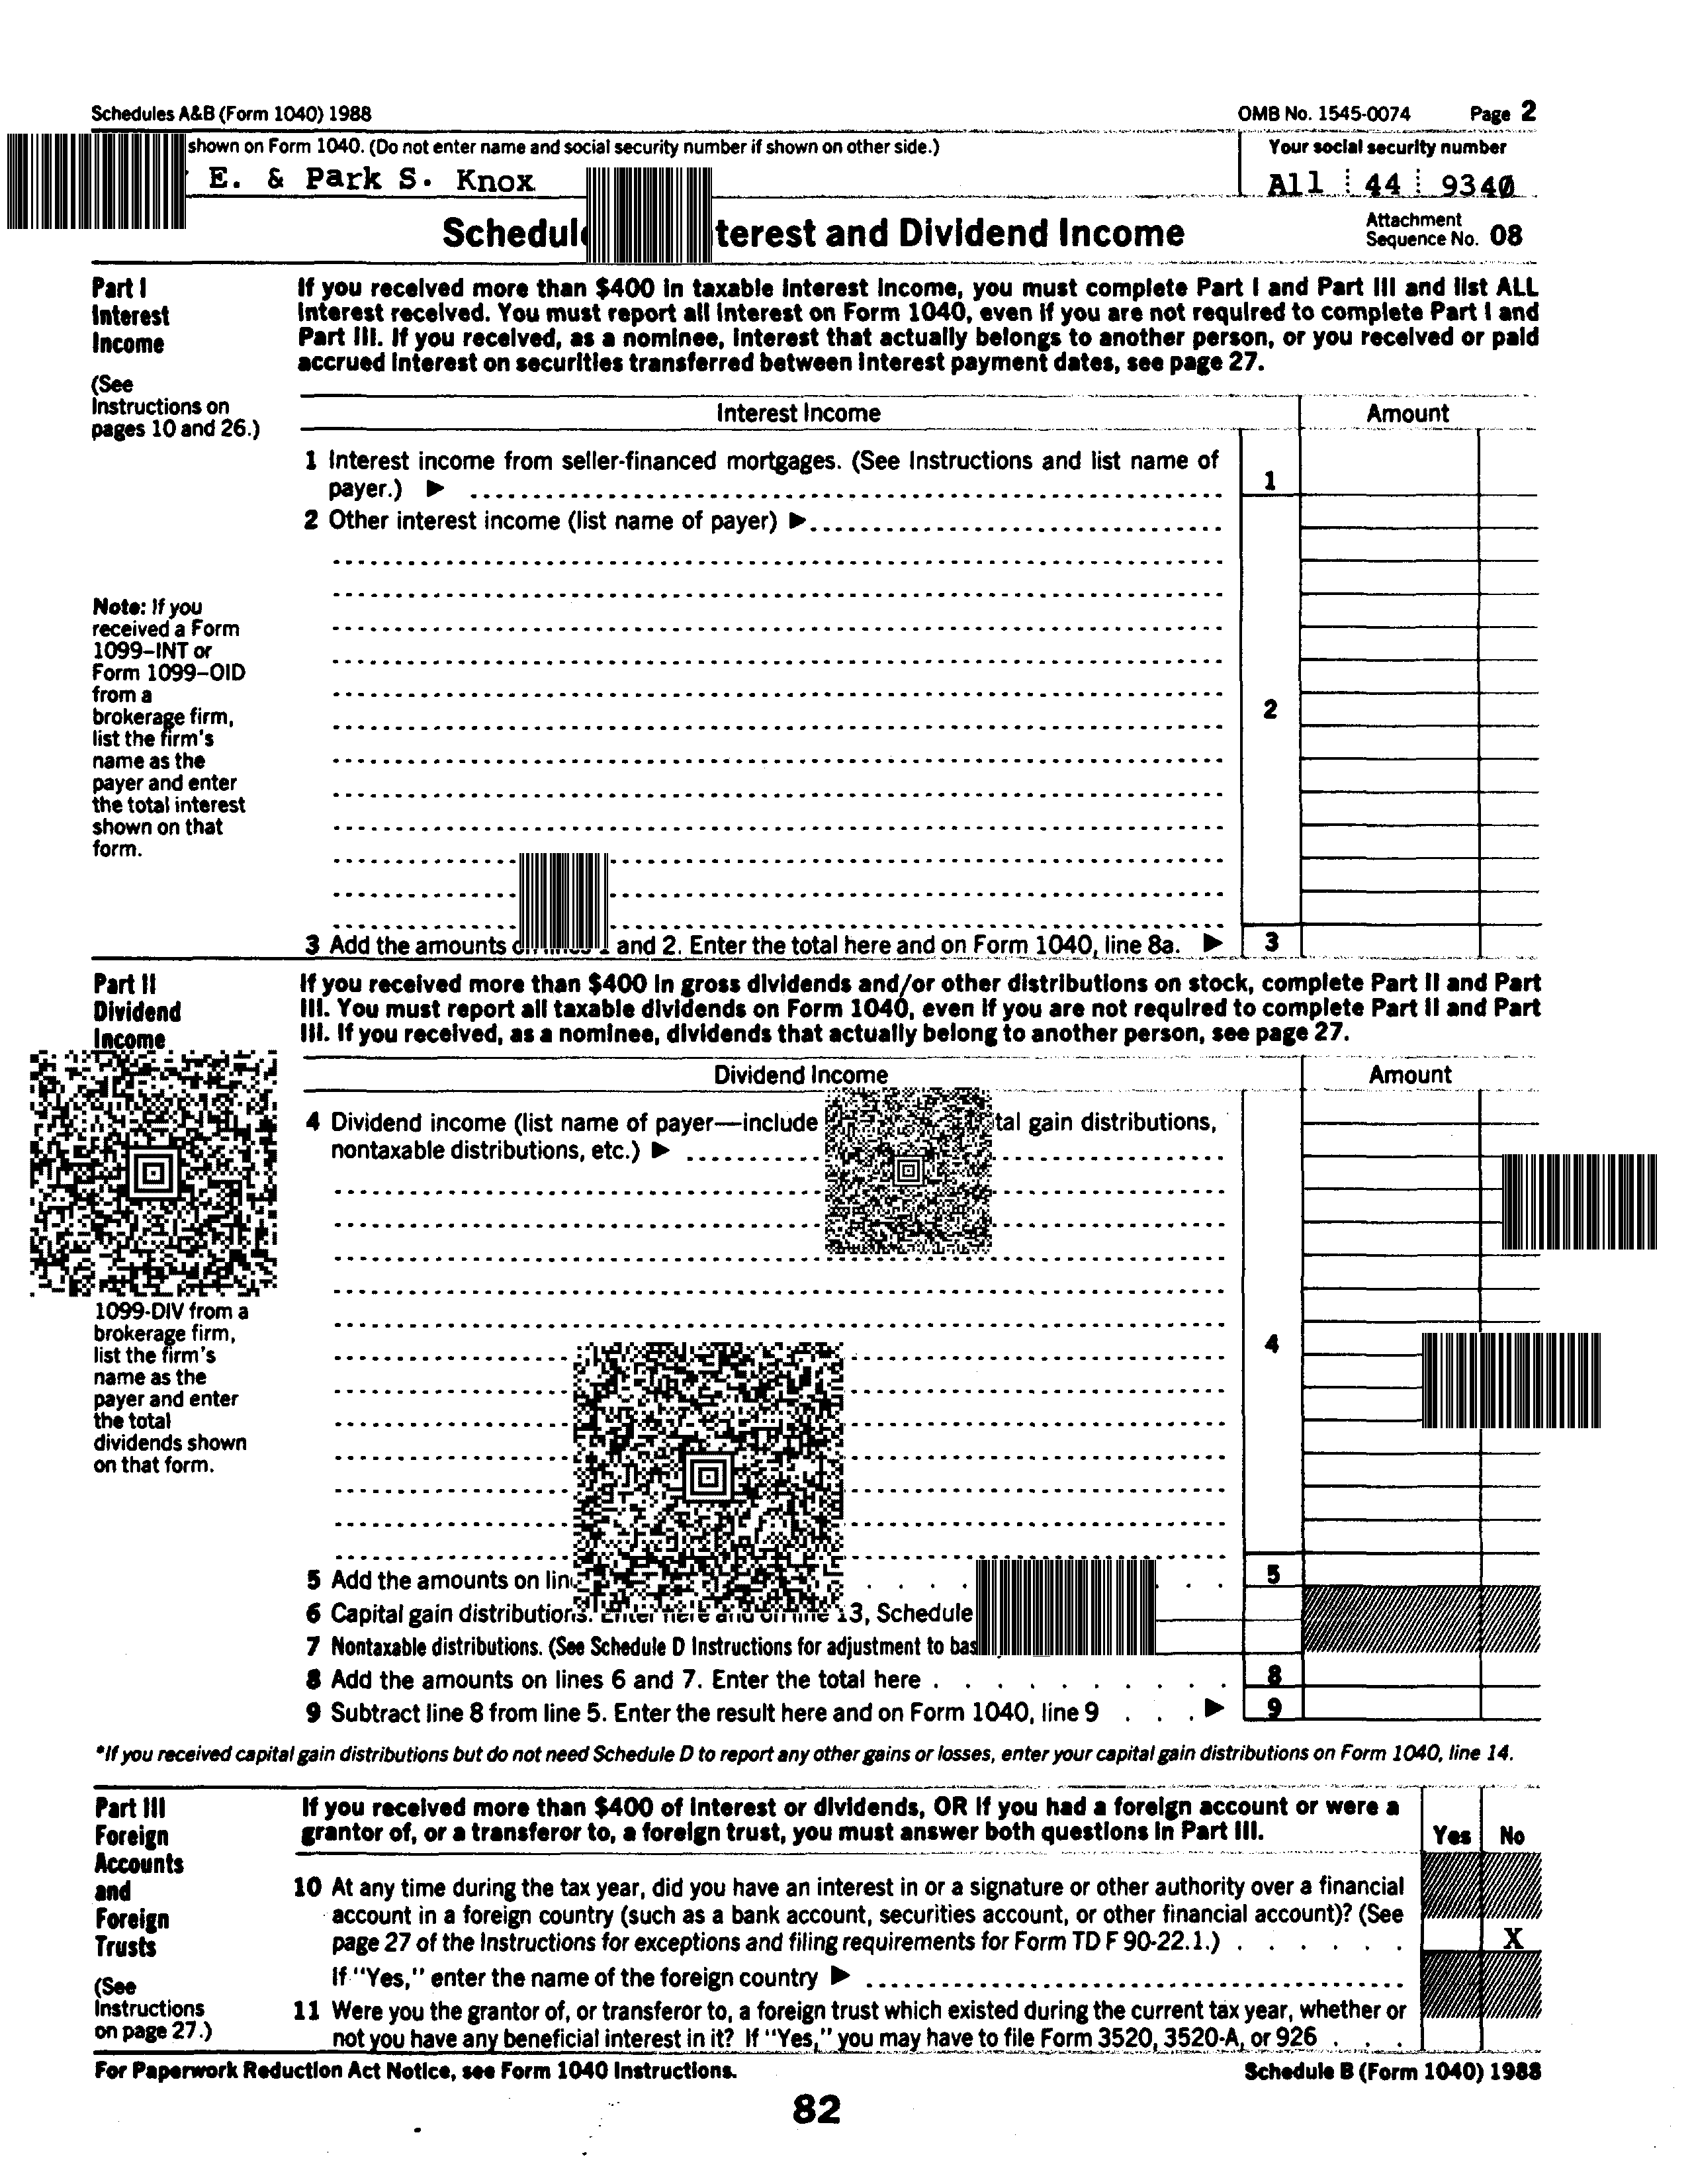 Schedules A&B (Form 1040) 1988 OMB No. 1545-0074 Page 2
shown on Form 1040. (Do not enter name and social security number if shown on other side.) Your social security number
E. & Park S. Knox A11 44 9340
terest and Dividend Income Attachment Sequence No. 08
Part I
Interest
Income
(See
Instructions on
pages 10 and 26.)
If you received more than $400 in taxable interest income, you must complete Part I and Part III and list ALL
interest received. You must report all interest on Form 1040, even if you are not required to complete Part I and
Part III. If you received, as a nominee, interest that actually belongs to another person, or you received or paid
accrued interest on securities transferred between interest payment dates, see page 27.
Interest Income Amount
1 Interest income from seller-financed mortgages. (See Instructions and list name of
payer.) ▶ 1
2 Other interest income (list name of payer) ▶
Note: If you
received a Form
1099–INT or
Form 1099–OID
from a
brokerage firm,
list the firm's
name as the
payer and enter
the total interest
shown on that
form.
2
3 Add the amounts and 2. Enter the total here and on Form 1040, line 8a. ▶ 3
Part II
Dividend
Income
If you received more than $400 in gross dividends and/or other distributions on stock, complete Part II and Part
III. You must report all taxable dividends on Form 1040, even if you are not required to complete Part II and Part
III. If you received, as a nominee, dividends that actually belong to another person, see page 27.
Dividend Income Amount
4 Dividend income (list name of payer—include tal gain distributions,
nontaxable distributions, etc.) ▶
1099-DIV from a
brokerage firm,
list the firm's
name as the
payer and enter
the total
dividends shown
on that form.
4
5 Add the amounts on 5
6 Capital gain distributions. Enter here and on line 13, Schedule
7 Nontaxable distributions. (See Schedule D Instructions for adjustment to
8 Add the amounts on lines 6 and 7. Enter the total here 8
9 Subtract line 8 from line 5. Enter the result here and on Form 1040, line 9 ▶ 9
*If you received capital gain distributions but do not need Schedule D to report any other gains or losses, enter your capital gain distributions on Form 1040, line 14.
Part III
Foreign
Accounts
and
Foreign
Trusts
(See
Instructions
on page 27.)
If you received more than $400 of interest or dividends, OR if you had a foreign account or were a
grantor of, or a transferor to, a foreign trust, you must answer both questions in Part III. Yes No
10 At any time during the tax year, did you have an interest in or a signature or other authority over a financial
account in a foreign country (such as a bank account, securities account, or other financial account)? (See
page 27 of the Instructions for exceptions and filing requirements for Form TD F 90-22.1.) X
If "Yes," enter the name of the foreign country ▶
11 Were you the grantor of, or transferor to, a foreign trust which existed during the current tax year, whether or
not you have any beneficial interest in it? If "Yes," you may have to file Form 3520, 3520-A, or 926
For Paperwork Reduction Act Notice, see Form 1040 Instructions. Schedule B (Form 1040) 1988
82